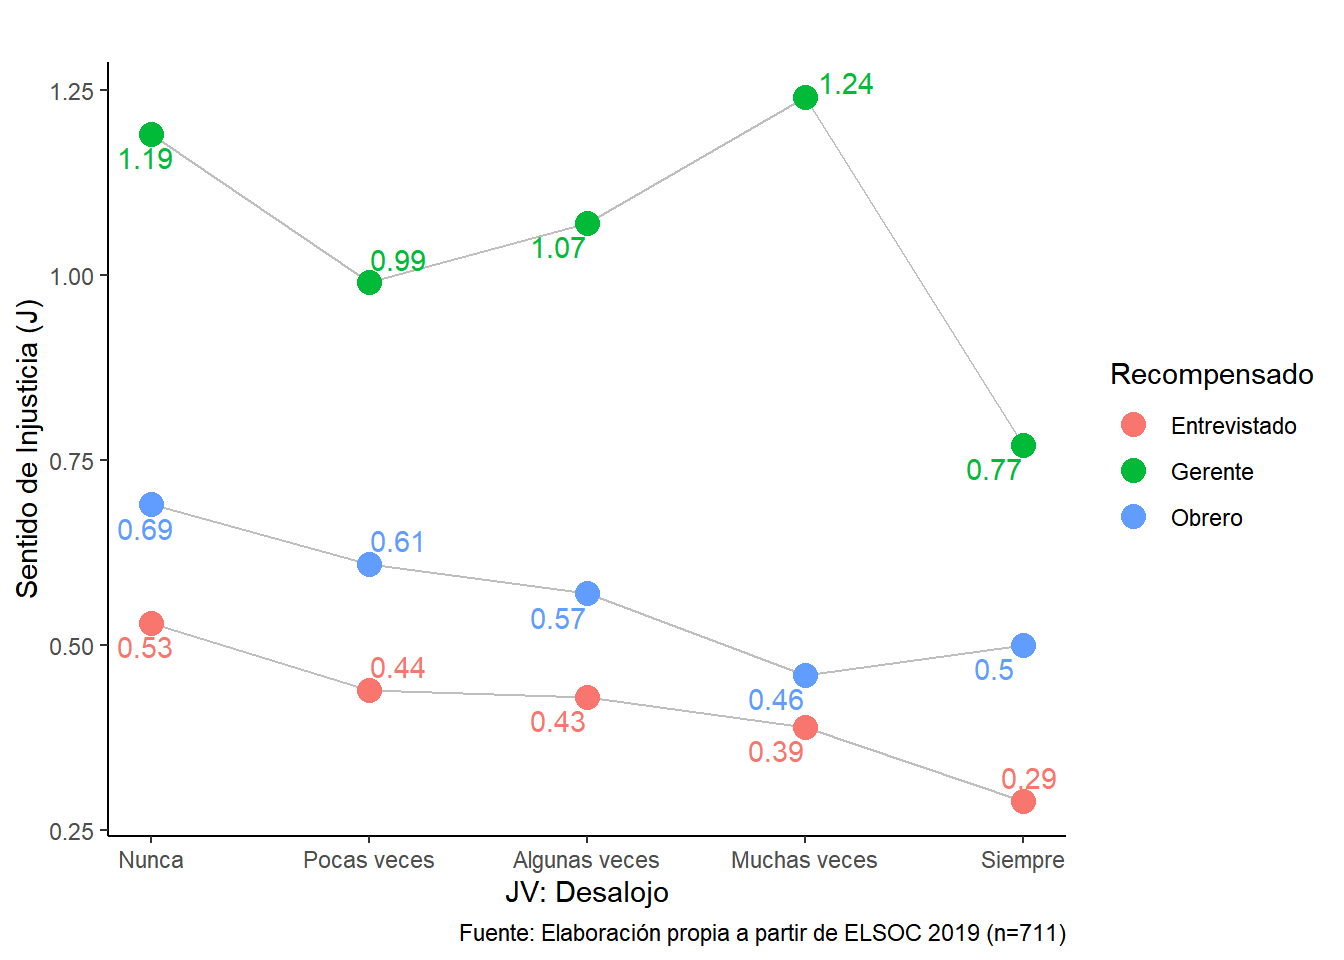 1.25
1.00
0.75
0.50
0.25
Sentido de Injusticia (J)
1.19
0.99
1.07
1.24
0.77
0.69
0.61
0.57
0.46
0.5
0.53
0.44
0.43
0.39
0.29
Nunca
Pocas veces
Algunas veces
Muchas veces
Siempre
JV: Desalojo
Fuente: Elaboración propia a partir de ELSOC 2019 (n=711)
Recompensado
Entrevistado
Gerente
Obrero